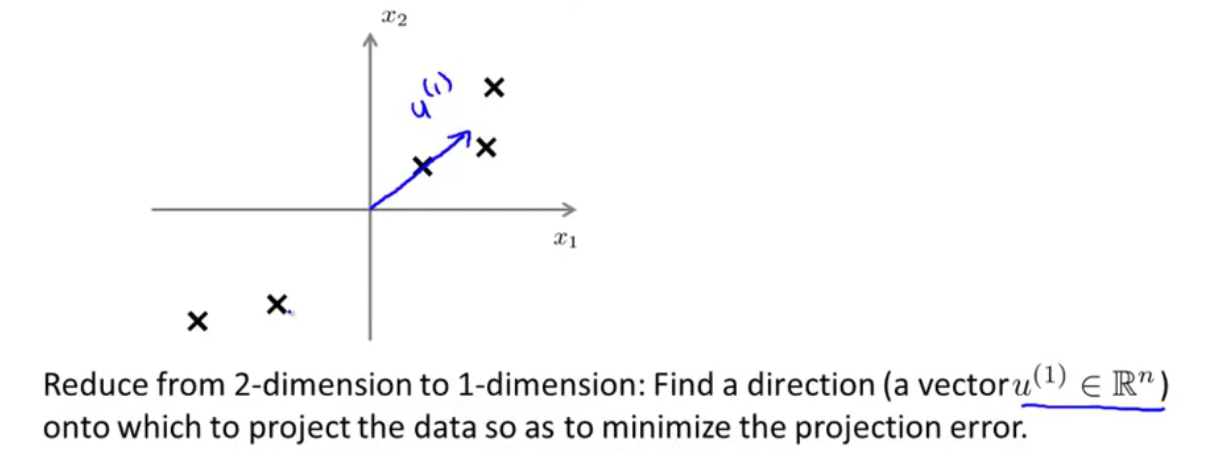 x₂
u⁽¹⁾
x₁
Reduce from 2-dimension to 1-dimension: Find a direction (a vector u⁽¹⁾ ∈ ℝⁿ)
onto which to project the data so as to minimize the projection error.